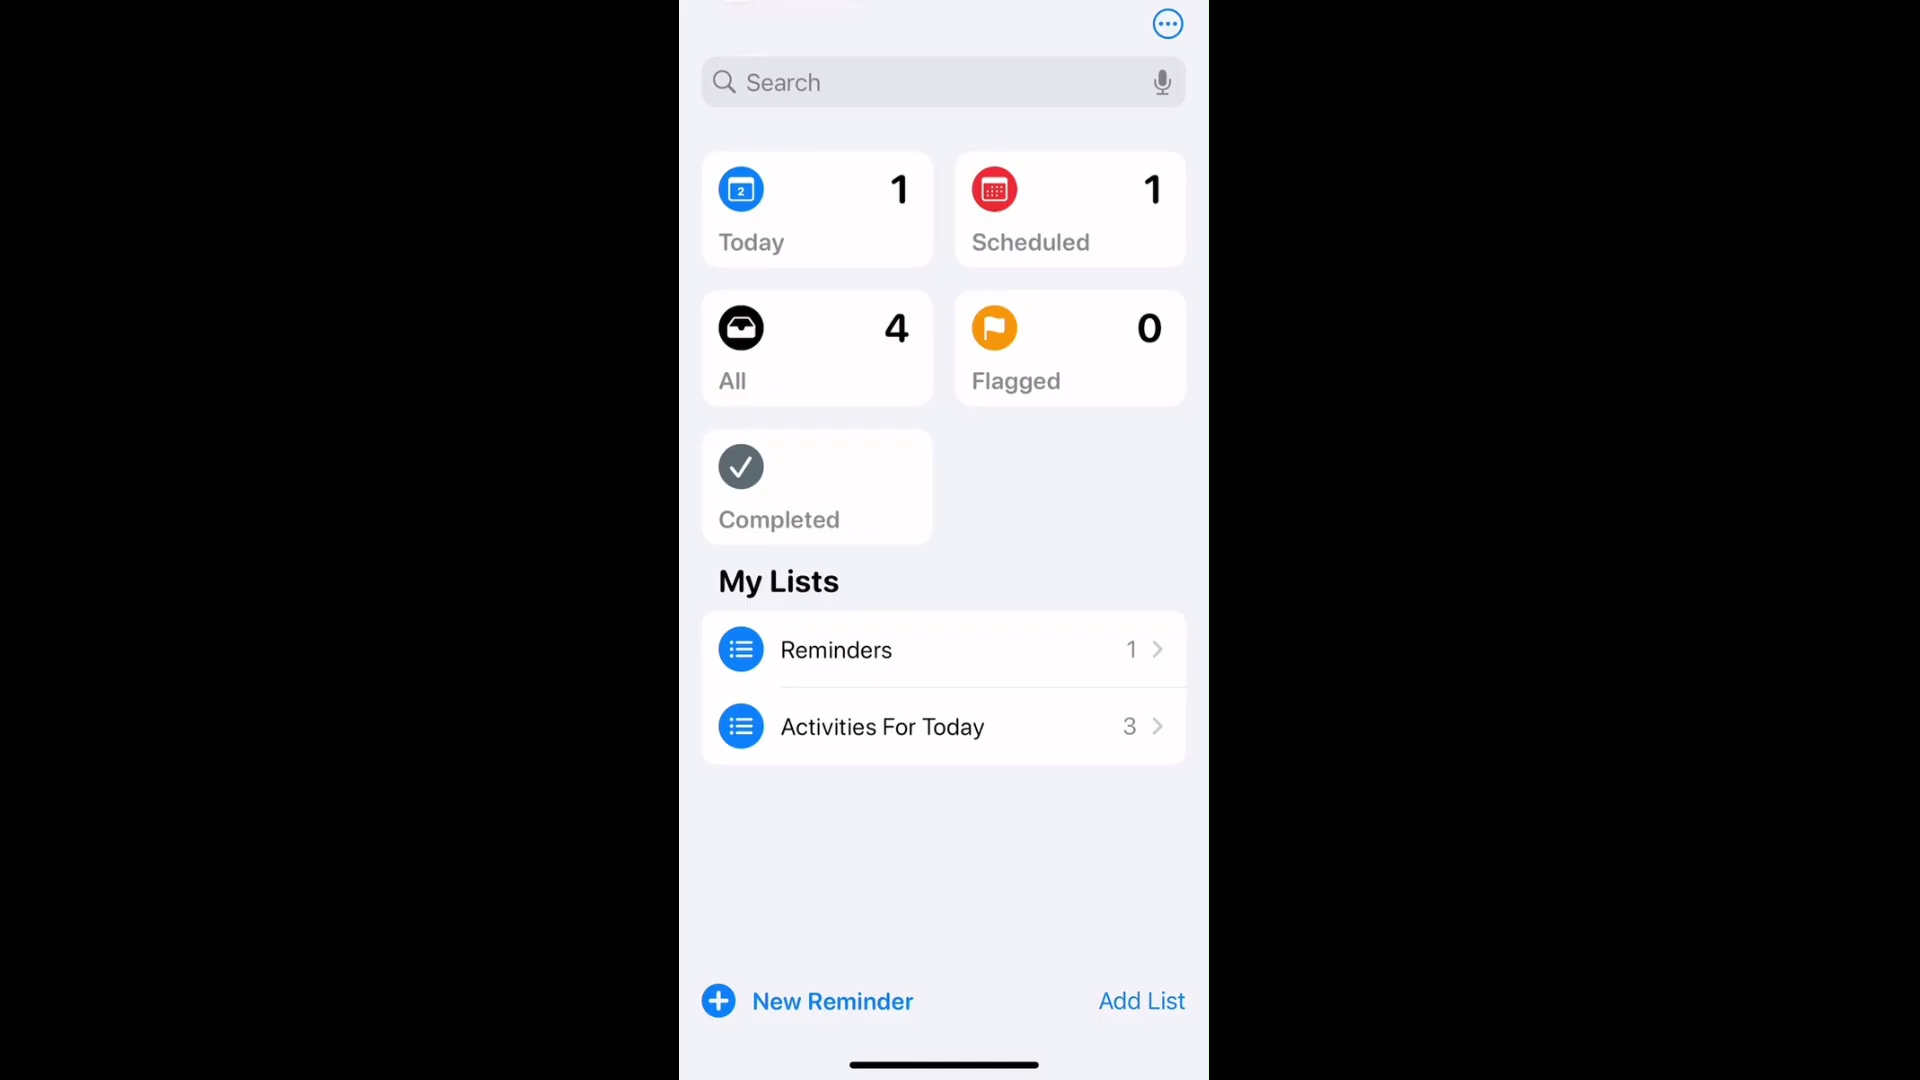 Search
2 1 1
Today Scheduled
4 0
All Flagged
Completed
My Lists
Reminders 1
Activities For Today 3
New Reminder Add List